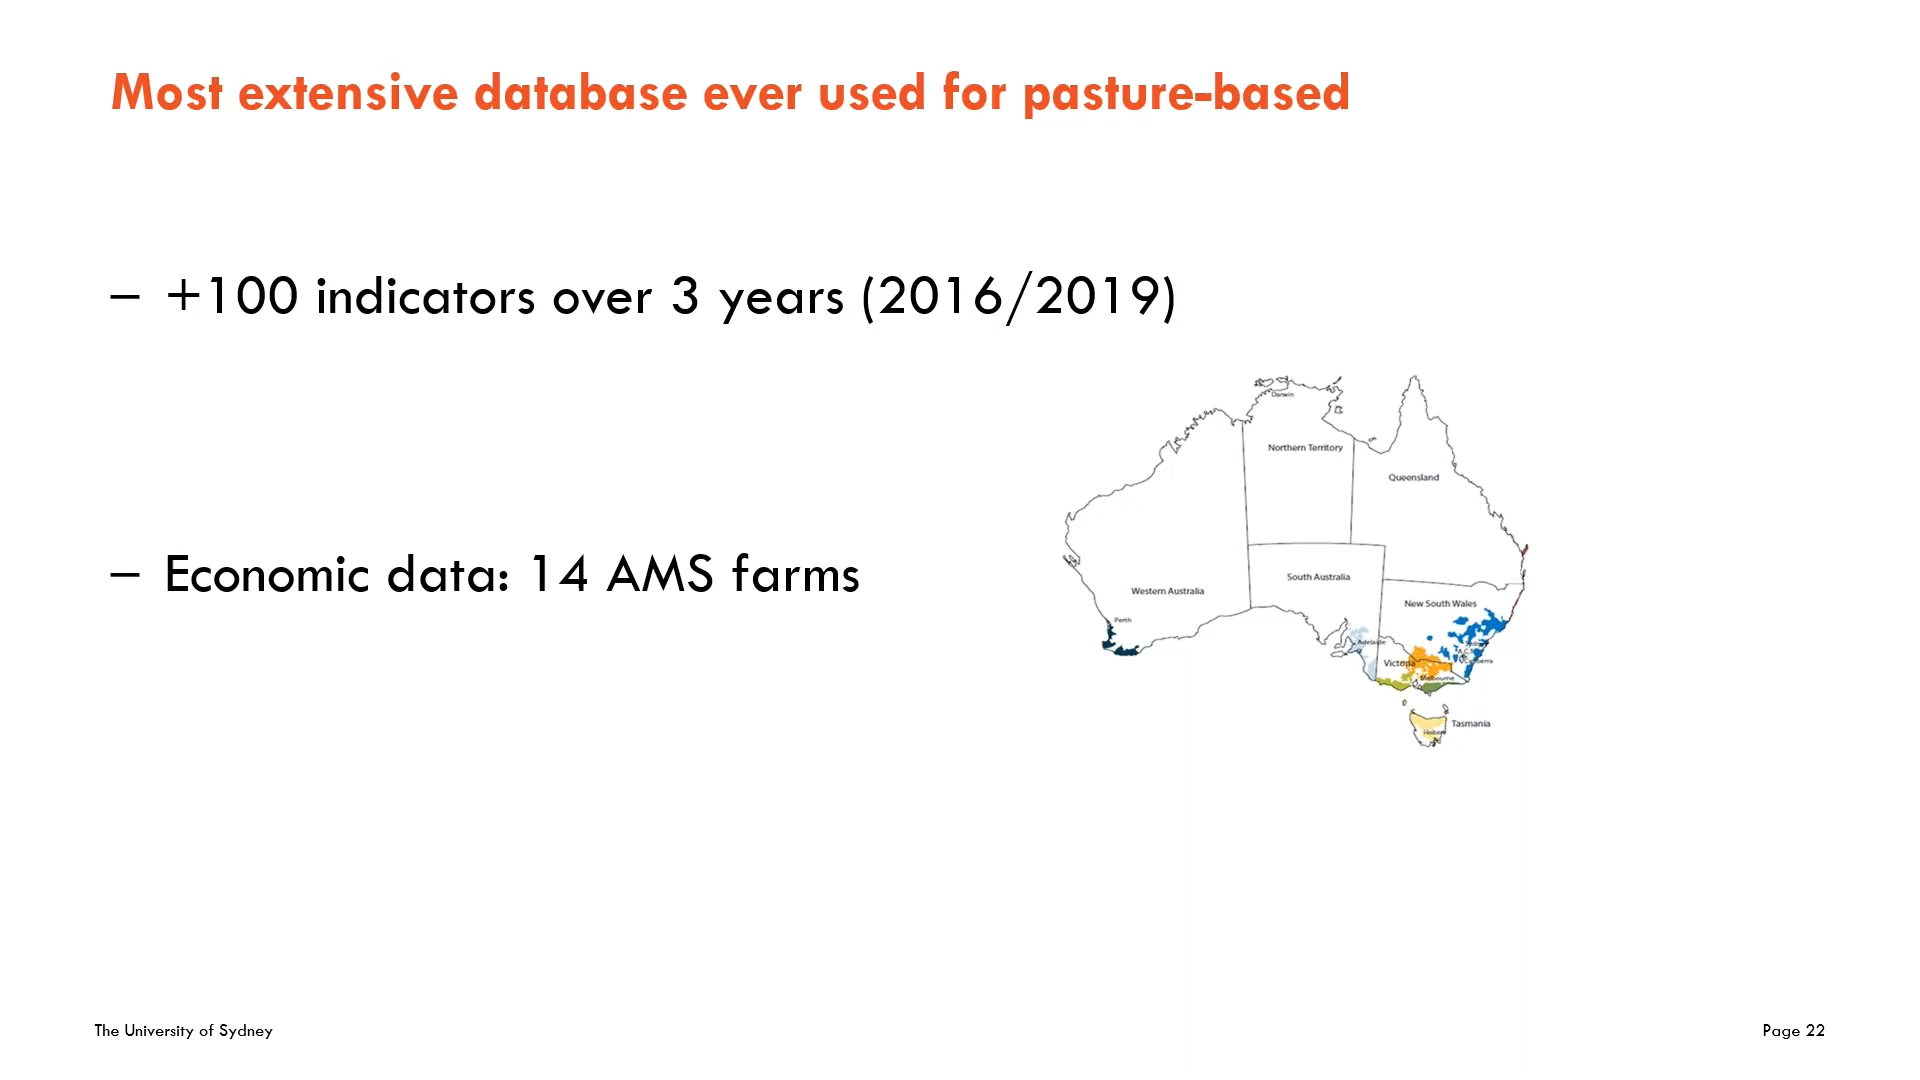 Most extensive database ever used for pasture-based
– +100 indicators over 3 years (2016/2019)
Darwin
Northern Territory
Queensland
– Economic data: 14 AMS farms
South Australia
Western Australia
New South Wales
Perth
Adelaide
Sydney
A.C.T
Canberra
Victoria
Melbourne
Tasmania
Hobart
The University of Sydney
Page 22